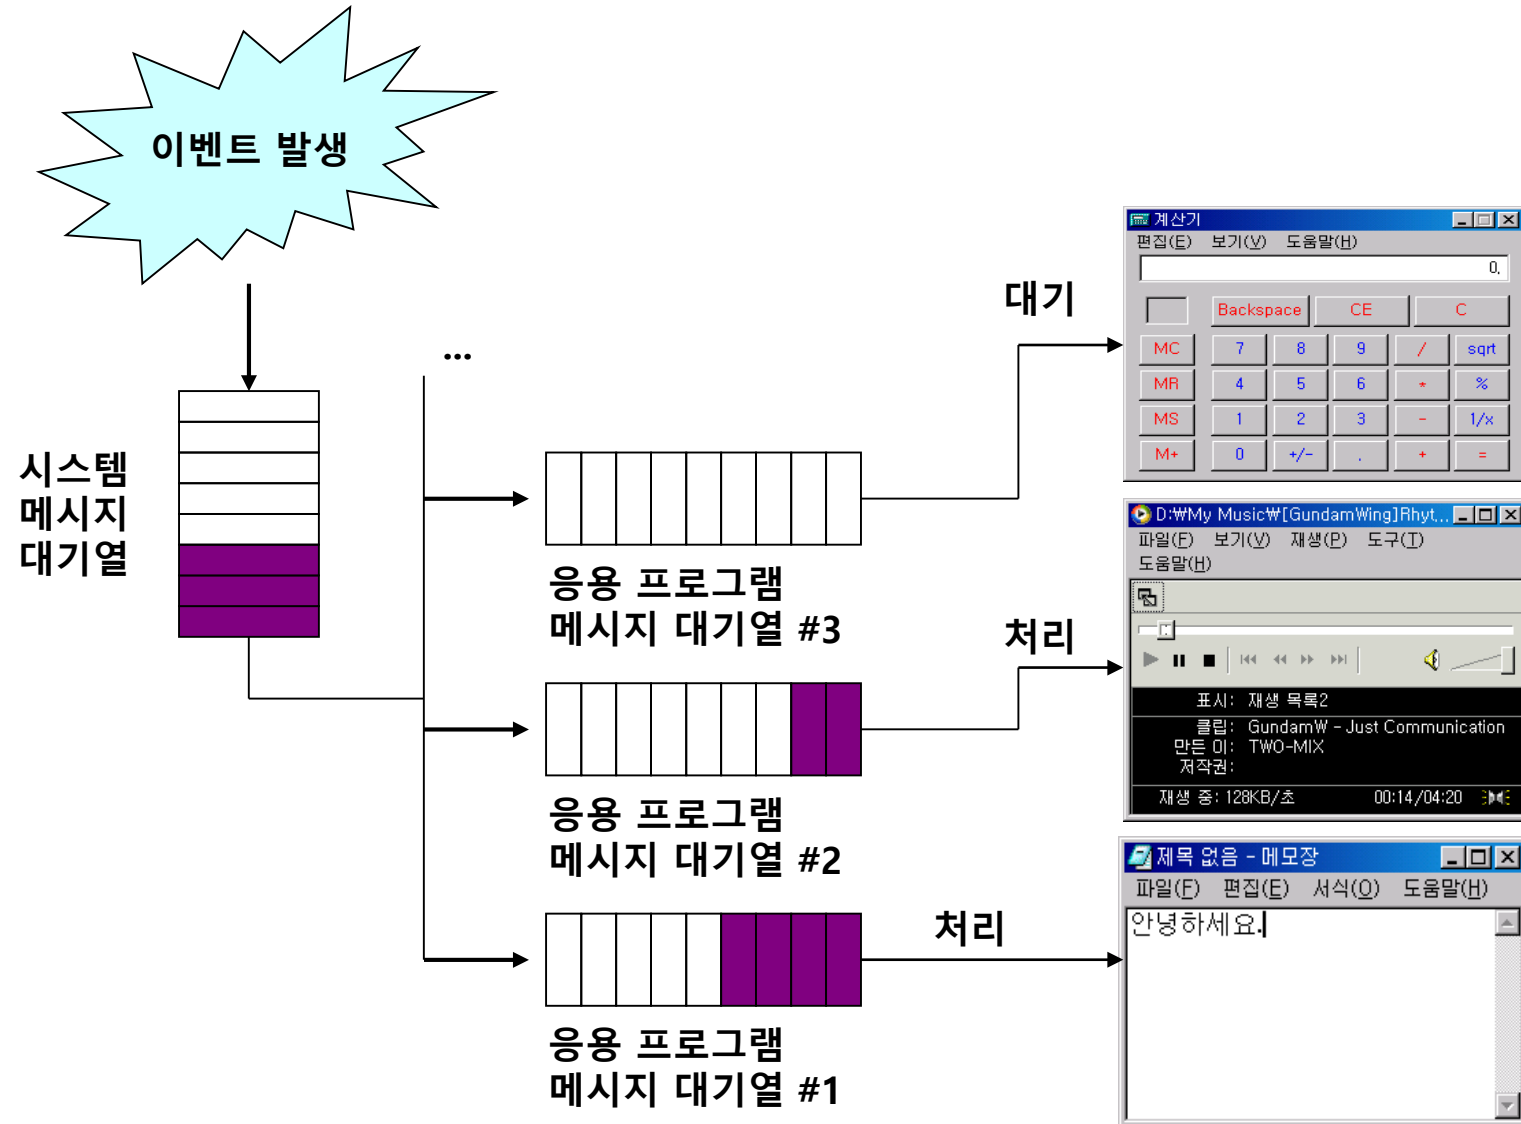 이벤트 발생
...
시스템
메시지
대기열
응용 프로그램
메시지 대기열 #3
응용 프로그램
메시지 대기열 #2
응용 프로그램
메시지 대기열 #1
대기
처리
처리
계산기
편집(E) 보기(V) 도움말(H)
0.
Backspace CE C
MC 7 8 9 / sqrt
MR 4 5 6 * %
MS 1 2 3 - 1/x
M+ 0 +/- . + =
D:₩My Music₩[GundamWing]Rhyt...
파일(F) 보기(V) 재생(P) 도구(T)
도움말(H)
표시: 재생 목록2
클립: GundamW - Just Communication
만든 이: TWO-MIX
저작권:
재생 중: 128KB/초 00:14/04:20
제목 없음 - 메모장
파일(F) 편집(E) 서식(O) 도움말(H)
안녕하세요.